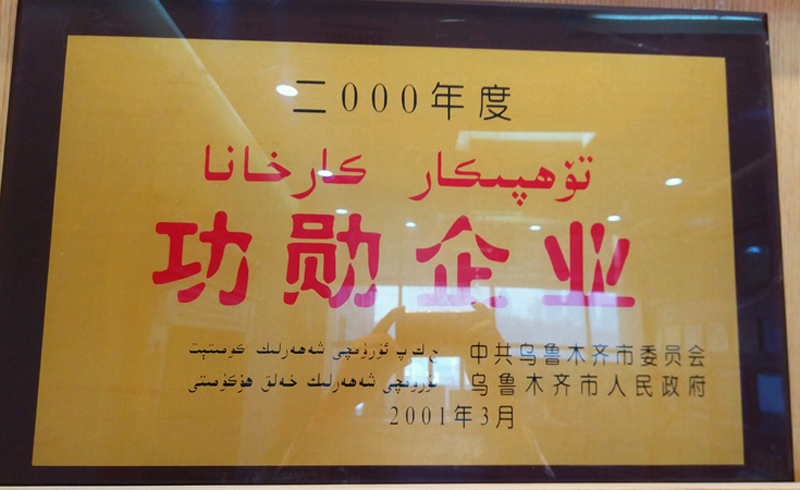 二000年度
تۆھپىكار كارخانا
功勋企业
ج ك پ ئۈرۈمچى شەھەرلىك كومىتېتى
中共乌鲁木齐市委员会
ئۈرۈمچى شەھەرلىك خەلق ھۆكۈمىتى
乌鲁木齐市人民政府
2001年3月